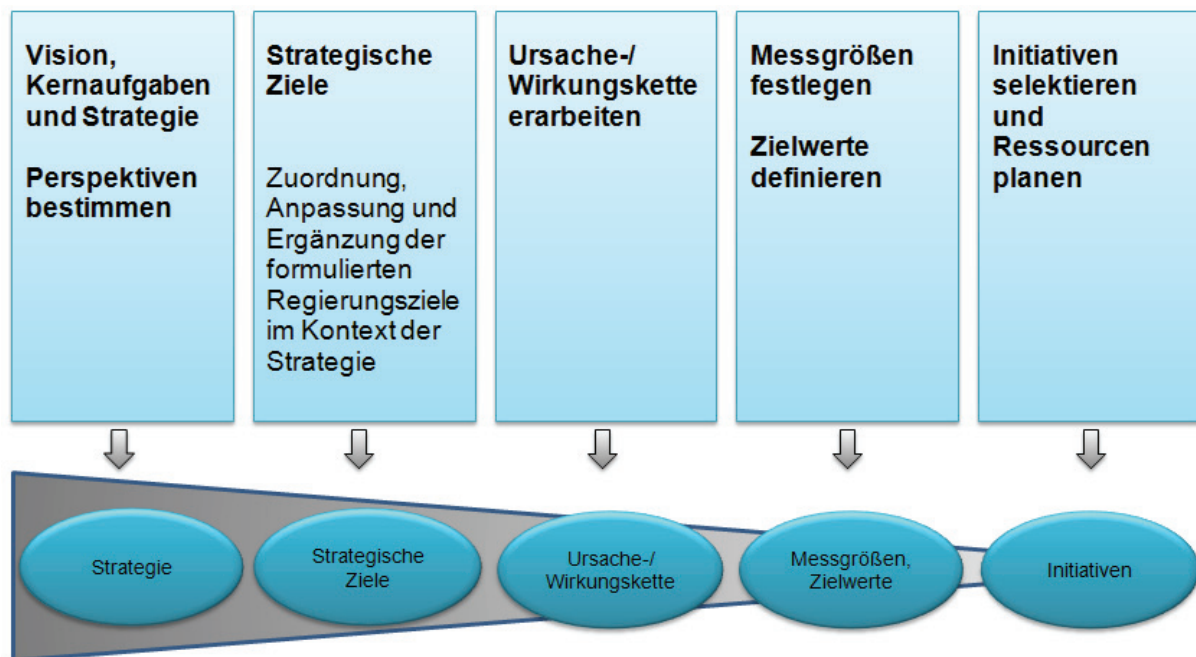 Vision,
Kernaufgaben
und Strategie
Perspektiven
bestimmen
Strategische
Ziele
Zuordnung,
Anpassung und
Ergänzung der
formulierten
Regierungsziele
im Kontext der
Strategie
Ursache-/
Wirkungskette
erarbeiten
Messgrößen
festlegen
Zielwerte
definieren
Initiativen
selektieren
und
Ressourcen
planen
Strategie
Strategische
Ziele
Ursache-/
Wirkungskette
Messgrößen,
Zielwerte
Initiativen